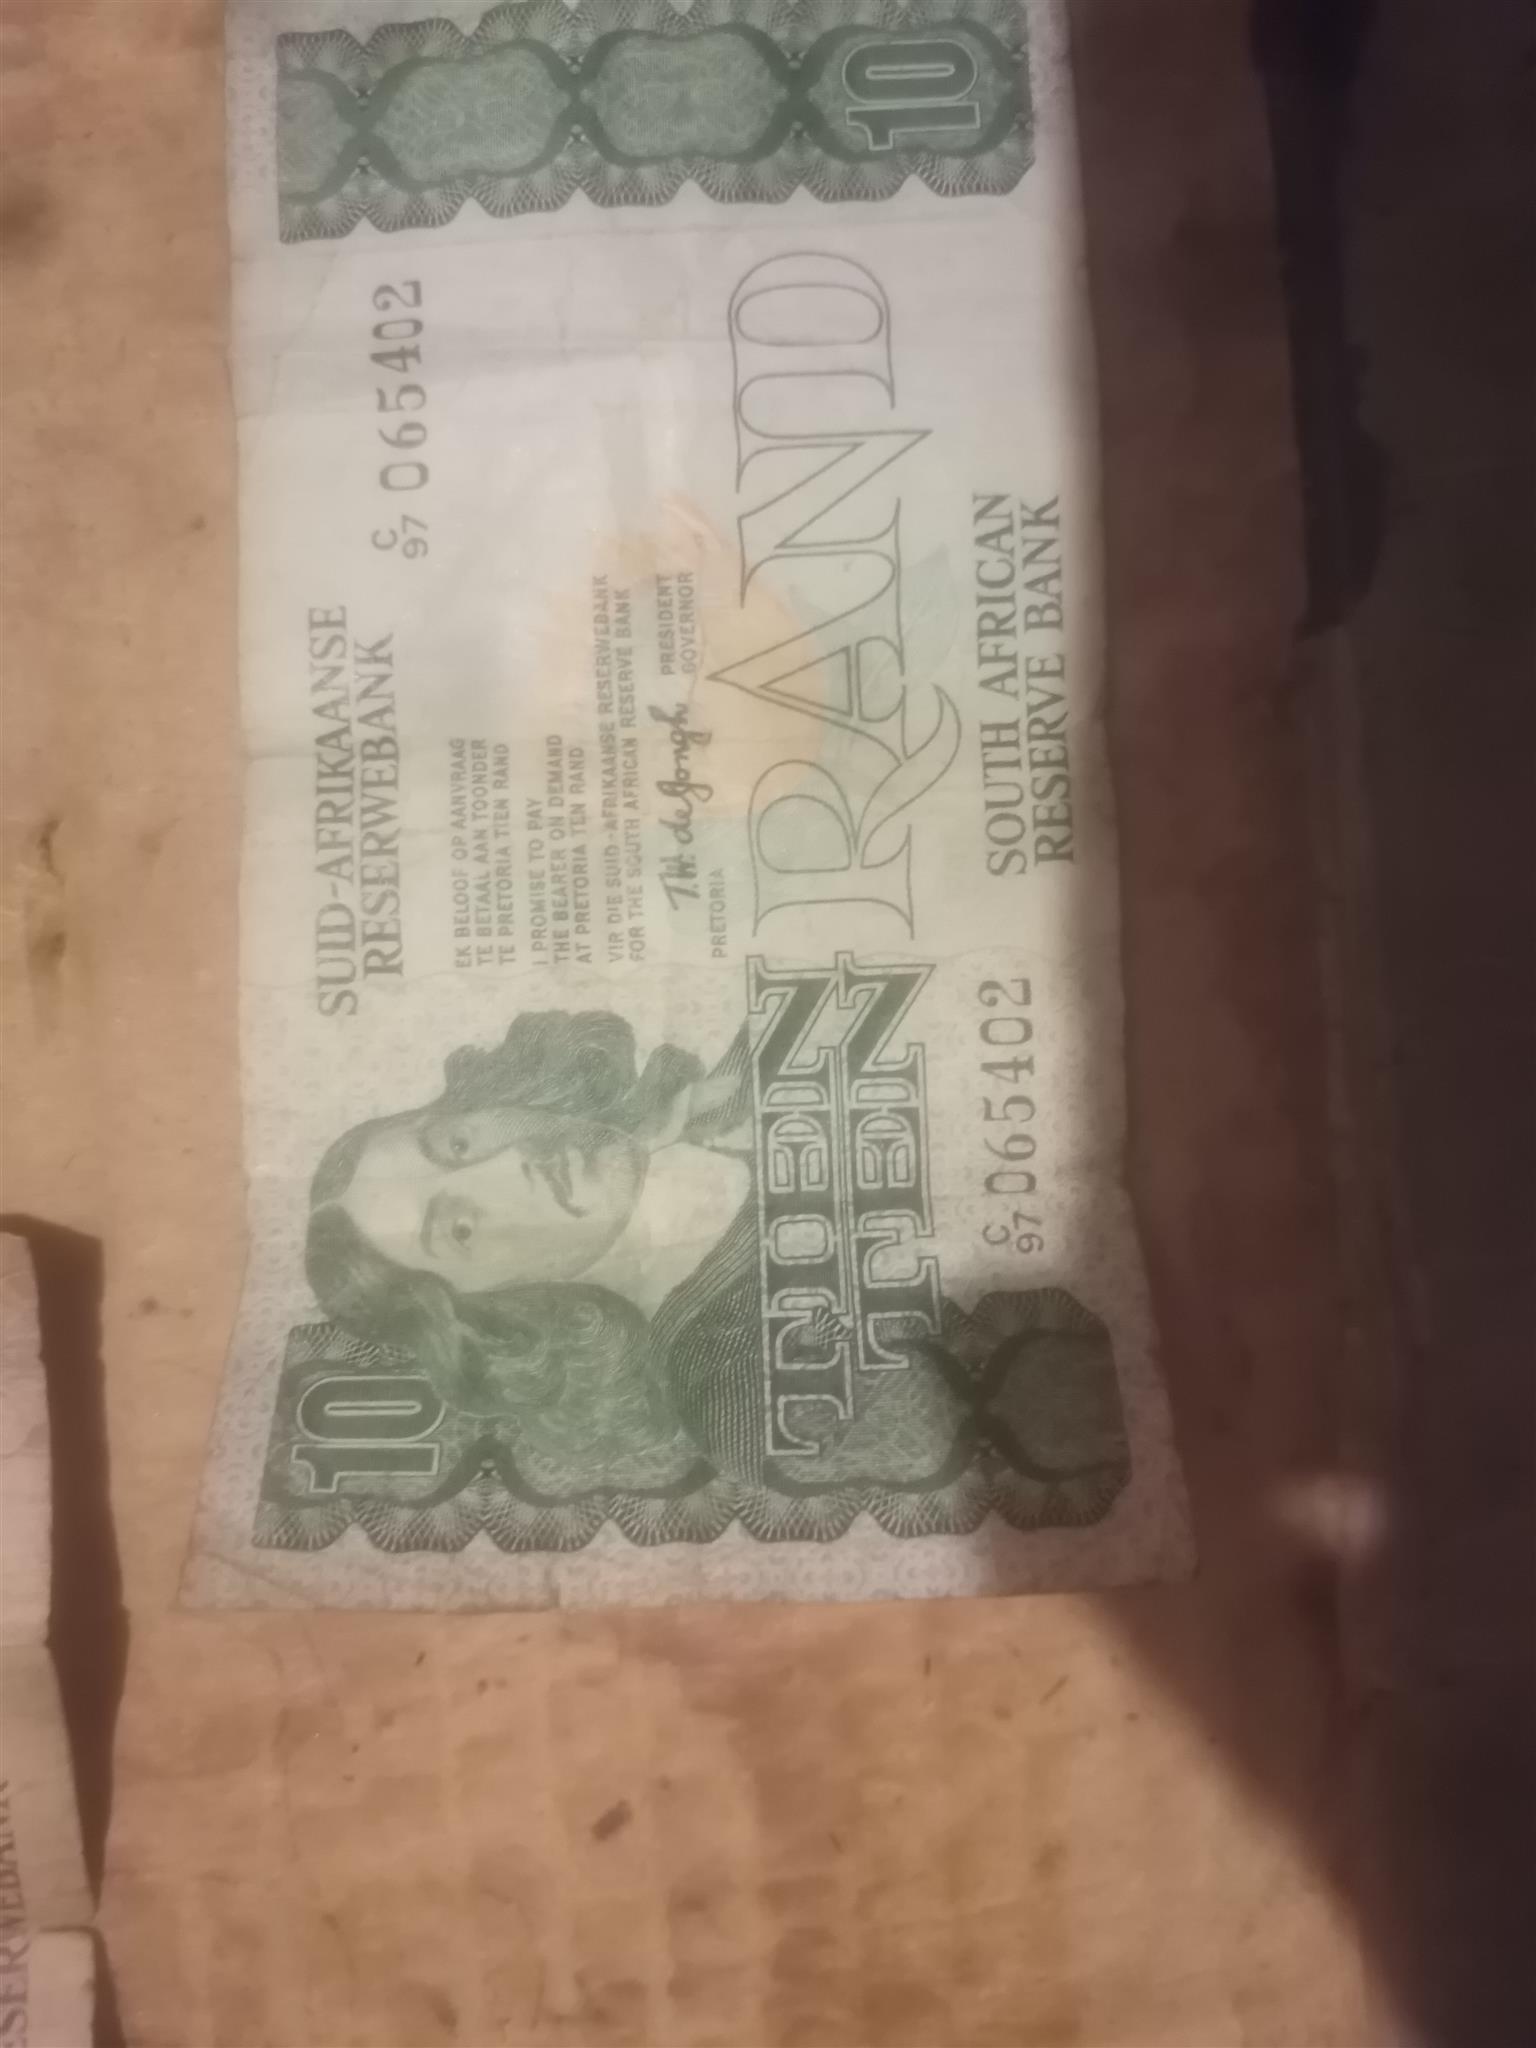 10
SUID-AFRIKAANSE
RESERWEBANK
C
97 065402
10
EK BELOOF OP AANVRAAG
TE BETAAL AAN TOONDER
TE PRETORIA TIEN RAND
I PROMISE TO PAY
THE BEARER ON DEMAND
AT PRETORIA TEN RAND
VIR DIE SUID-AFRIKAANSE RESERWEBANK
FOR THE SOUTH AFRICAN RESERVE BANK
T.W. de Jongh PRESIDENT
PRETORIA GOVERNOR
TIEN
TEN
RAND
C
97 065402
SOUTH AFRICAN
RESERVE BANK